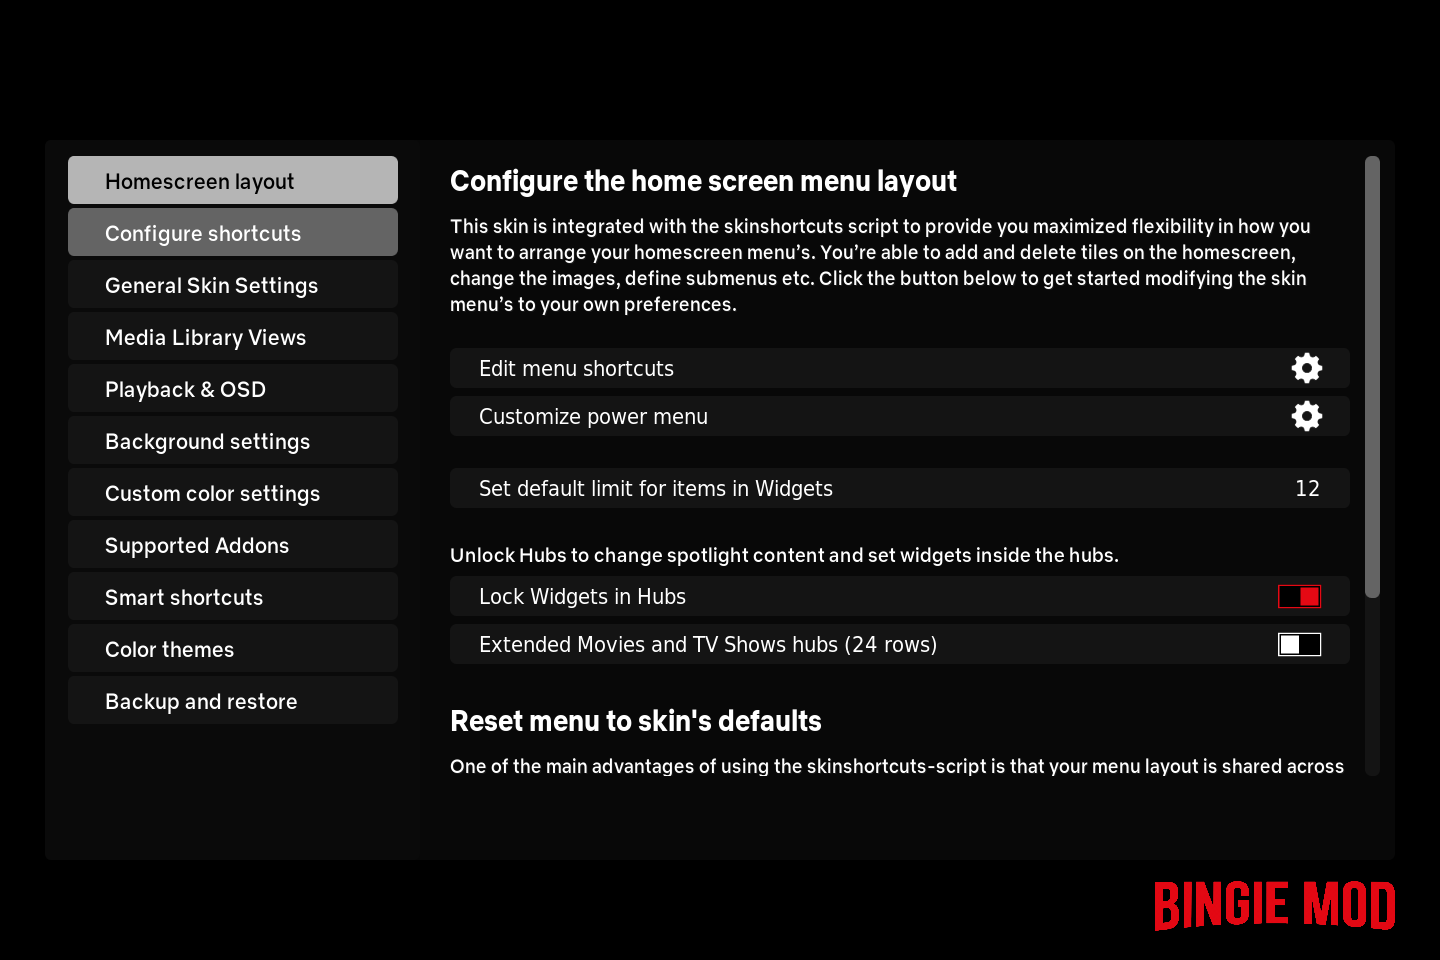 Homescreen layout
Configure shortcuts
General Skin Settings
Media Library Views
Playback & OSD
Background settings
Custom color settings
Supported Addons
Smart shortcuts
Color themes
Backup and restore
Configure the home screen menu layout
This skin is integrated with the skinshortcuts script to provide you maximized flexibility in how you
want to arrange your homescreen menu’s. You’re able to add and delete tiles on the homescreen,
change the images, define submenus etc. Click the button below to get started modifying the skin
menu’s to your own preferences.
Edit menu shortcuts
Customize power menu
Set default limit for items in Widgets 12
Unlock Hubs to change spotlight content and set widgets inside the hubs.
Lock Widgets in Hubs
Extended Movies and TV Shows hubs (24 rows)
Reset menu to skin's defaults
One of the main advantages of using the skinshortcuts-script is that your menu layout is shared across
BINGIE MOD